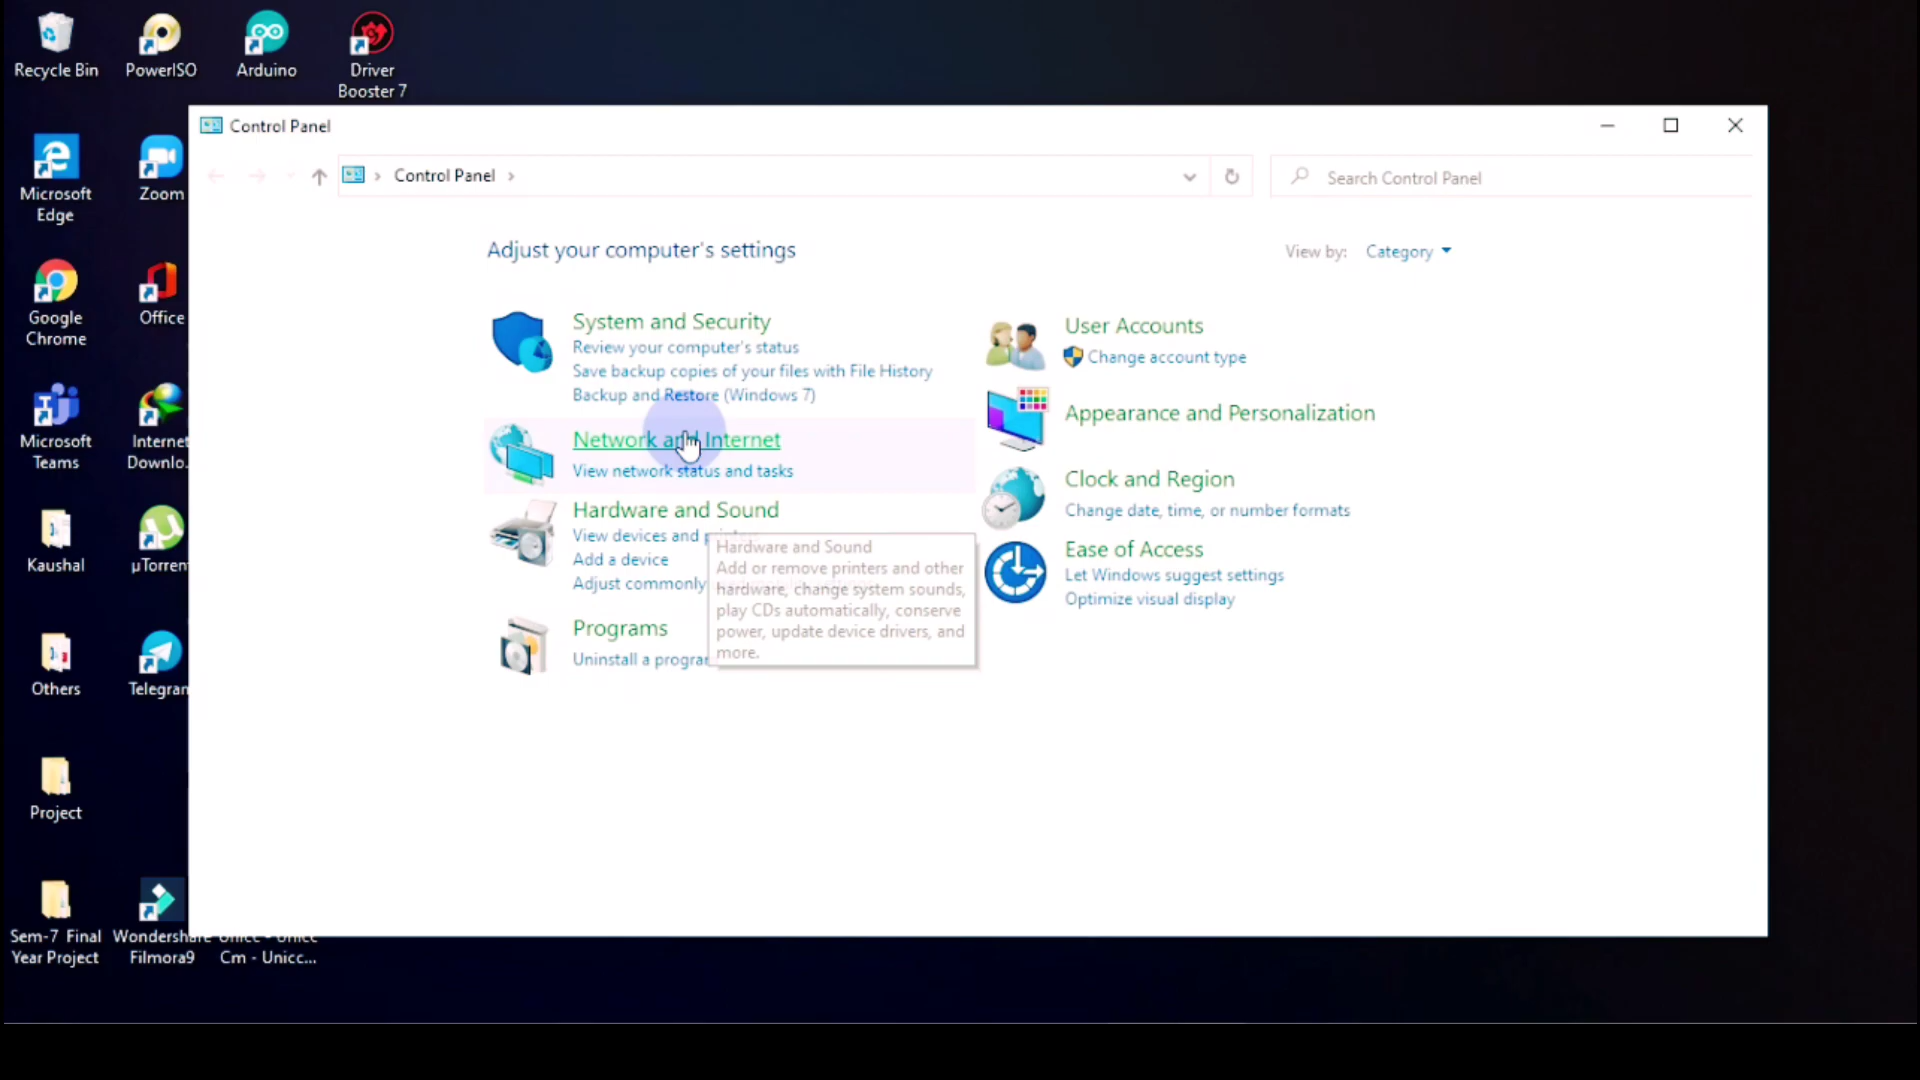 Recycle Bin
PowerISO
Arduino
Driver
Booster 7
Control Panel
Control Panel
Search Control Panel
Microsoft
Edge
Zoom
Adjust your computer's settings
View by: Category
Google
Chrome
Office
System and Security
Review your computer's status
Save backup copies of your files with File History
Backup and Restore (Windows 7)
Network and Internet
View network status and tasks
Hardware and Sound
View devices and
Add a device
Adjust commonly
Hardware and Sound
Add or remove printers and other
hardware, change system sounds,
play CDs automatically, conserve
power, update device drivers, and
more.
Programs
Uninstall a progra
User Accounts
Change account type
Appearance and Personalization
Clock and Region
Change date, time, or number formats
Ease of Access
Let Windows suggest settings
Optimize visual display
Microsoft
Teams
Internet
Downlo...
Kaushal
µTorren
Others
Telegran
Project
Sem-7 Final
Year Project
Wondershare
Filmora9
Cm - Unicc...